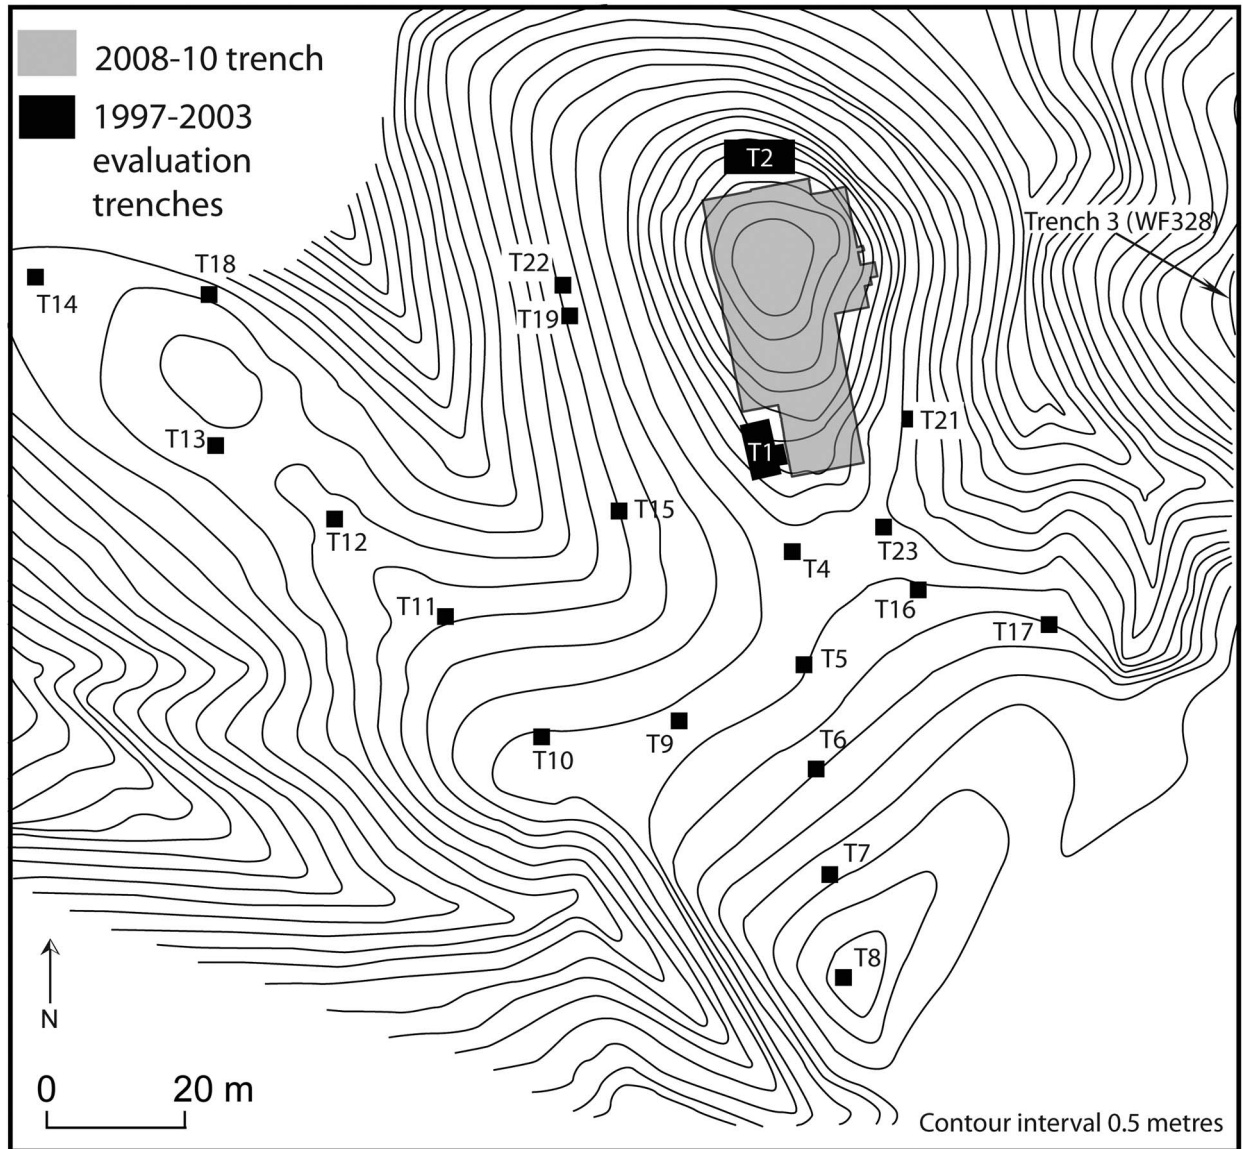 2008-10 trench
1997-2003
evaluation
trenches
T2
Trench 3 (WF328)
T18
T22
T14
T19
T21
T13
T1
T15
T12
T23
T4
T11
T16
T17
T5
T6
T9
T10
T7
T8
N
0 20 m
Contour interval 0.5 metres